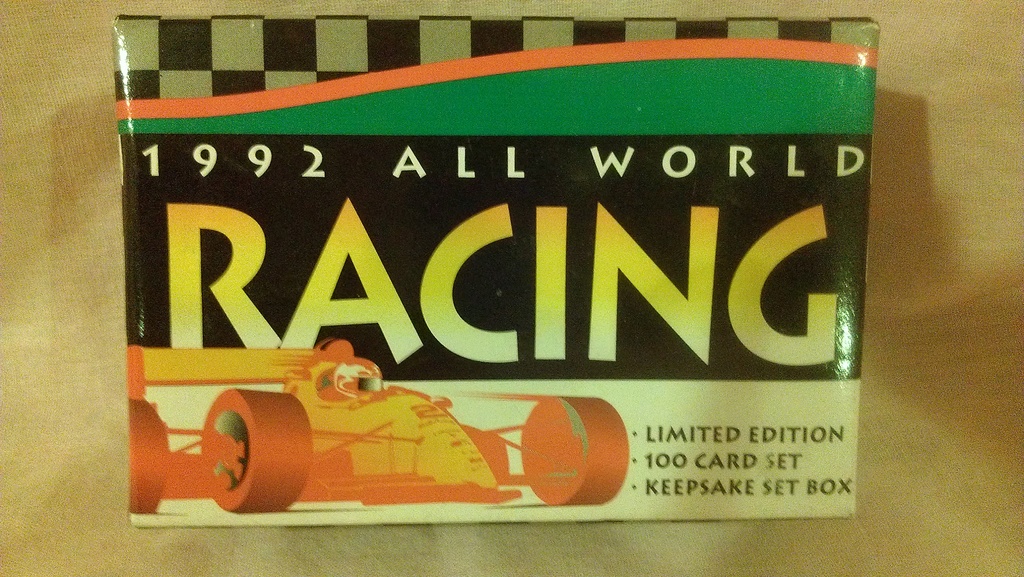 1992 ALL WORLD
RACING
· LIMITED EDITION
· 100 CARD SET
· KEEPSAKE SET BOX